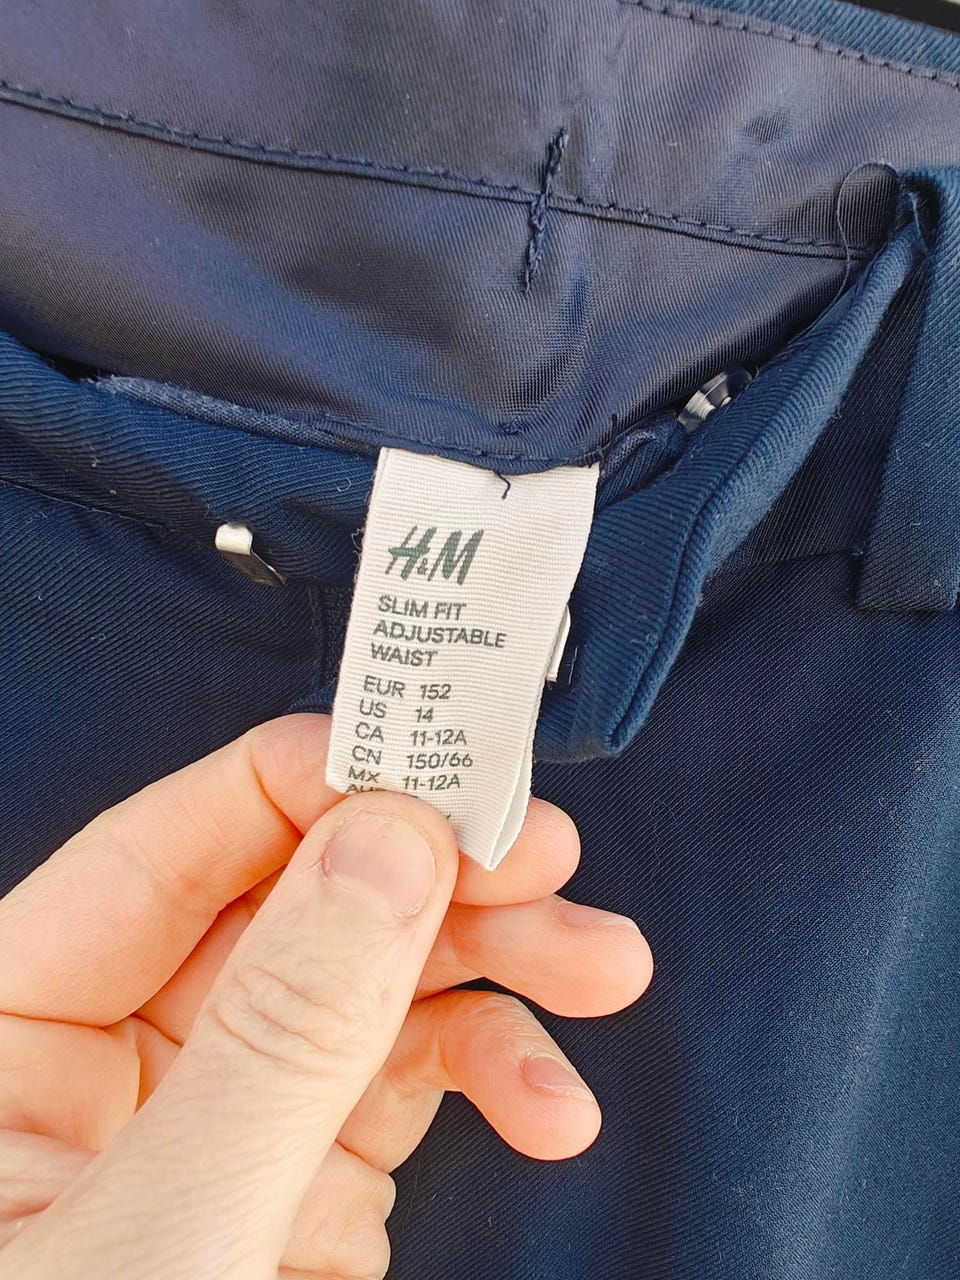 H&M
SLIM FIT
ADJUSTABLE
WAIST
EUR 152
US 14
CA 11-12A
CN 150/66
MX 11-12A